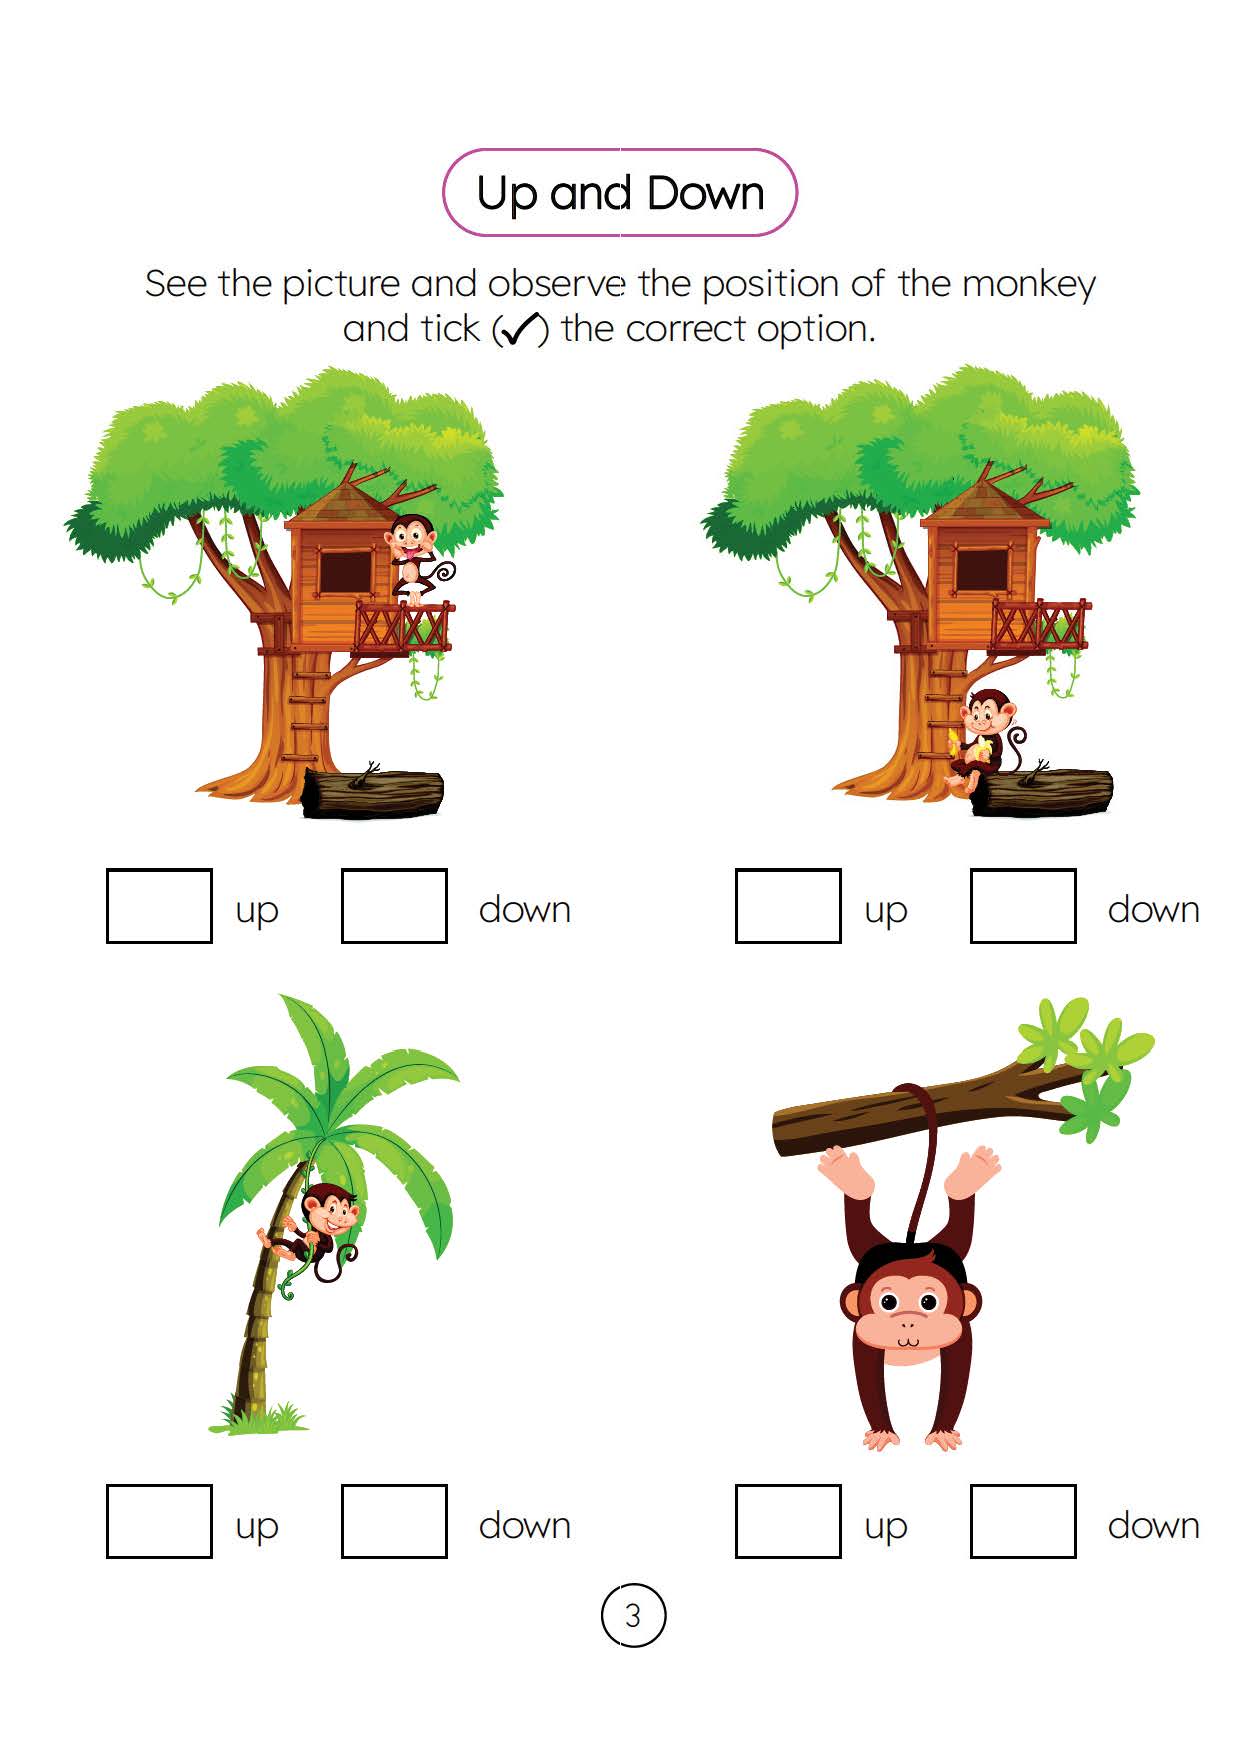 Up and Down
See the picture and observe the position of the monkey
and tick (✓) the correct option.
up down up down
up down up down
3